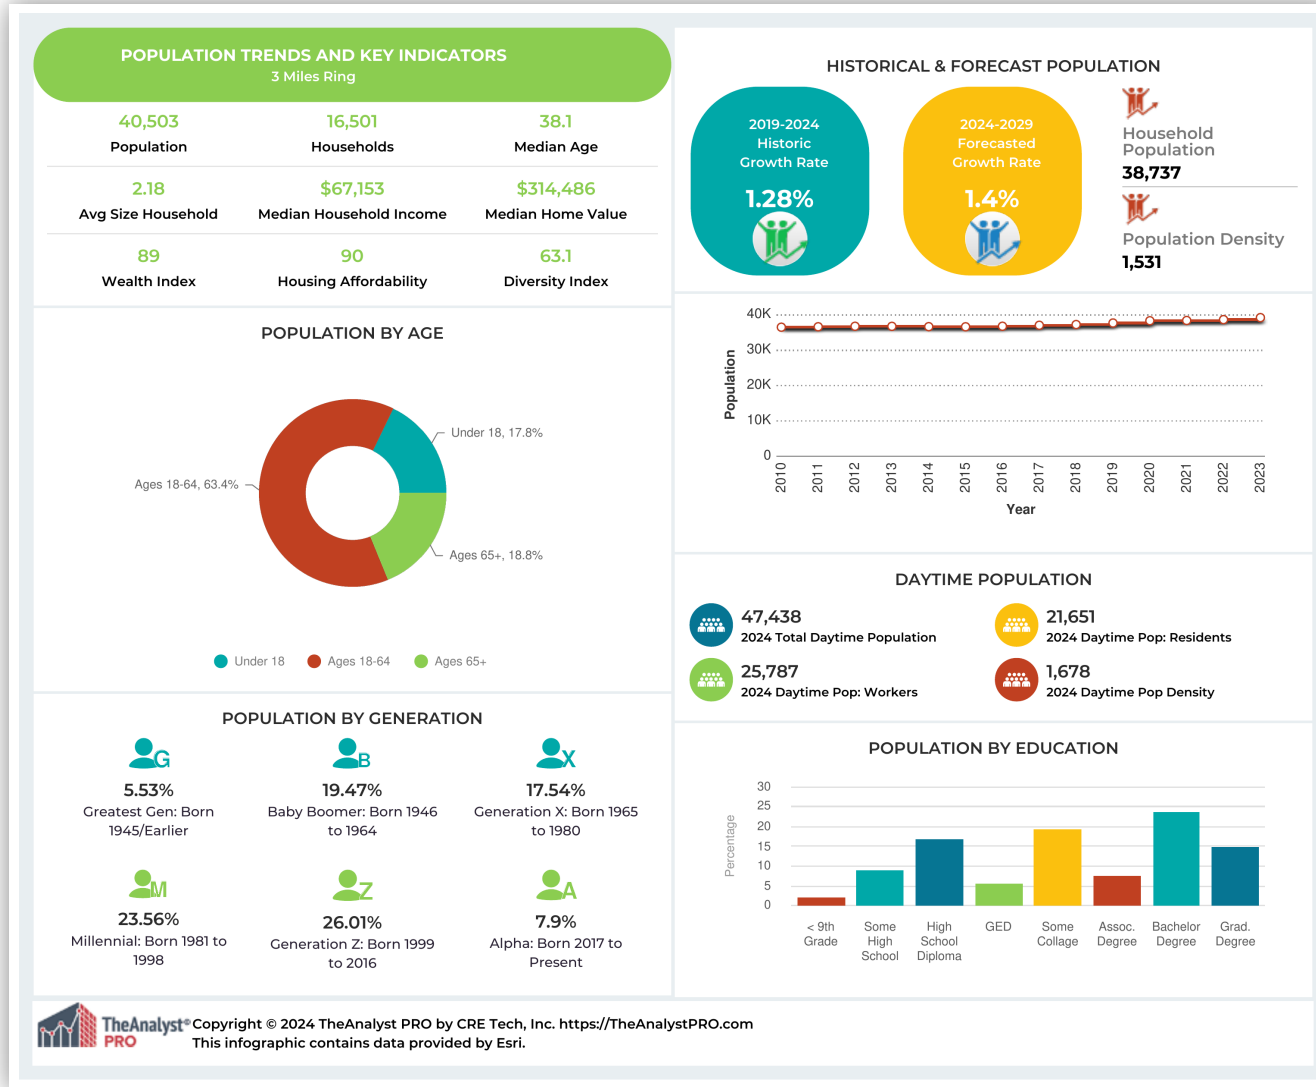 POPULATION TRENDS AND KEY INDICATORS
3 Miles Ring
40,503
Population
16,501
Households
38.1
Median Age
2.18
Avg Size Household
$67,153
Median Household Income
$314,486
Median Home Value
89
Wealth Index
90
Housing Affordability
63.1
Diversity Index
POPULATION BY AGE
Under 18, 17.8%
Ages 18-64, 63.4%
Ages 65+, 18.8%
Under 18
Ages 18-64
Ages 65+
POPULATION BY GENERATION
G
5.53%
Greatest Gen: Born
1945/Earlier
B
19.47%
Baby Boomer: Born 1946
to 1964
X
17.54%
Generation X: Born 1965
to 1980
M
23.56%
Millennial: Born 1981 to
1998
Z
26.01%
Generation Z: Born 1999
to 2016
A
7.9%
Alpha: Born 2017 to
Present
HISTORICAL & FORECAST POPULATION
2019-2024
Historic
Growth Rate
1.28%
2024-2029
Forecasted
Growth Rate
1.4%
Household
Population
38,737
Population Density
1,531
Population
40K
30K
20K
10K
0
2010
2011
2012
2013
2014
2015
2016
2017
2018
2019
2020
2021
2022
2023
Year
DAYTIME POPULATION
47,438
2024 Total Daytime Population
21,651
2024 Daytime Pop: Residents
25,787
2024 Daytime Pop: Workers
1,678
2024 Daytime Pop Density
POPULATION BY EDUCATION
Percentage
30
25
20
15
10
5
0
< 9th
Grade
Some
High
School
High
School
Diploma
GED
Some
Collage
Assoc.
Degree
Bachelor
Degree
Grad.
Degree
TheAnalyst®
PRO
Copyright © 2024 TheAnalyst PRO by CRE Tech, Inc. https://TheAnalystPRO.com
This infographic contains data provided by Esri.